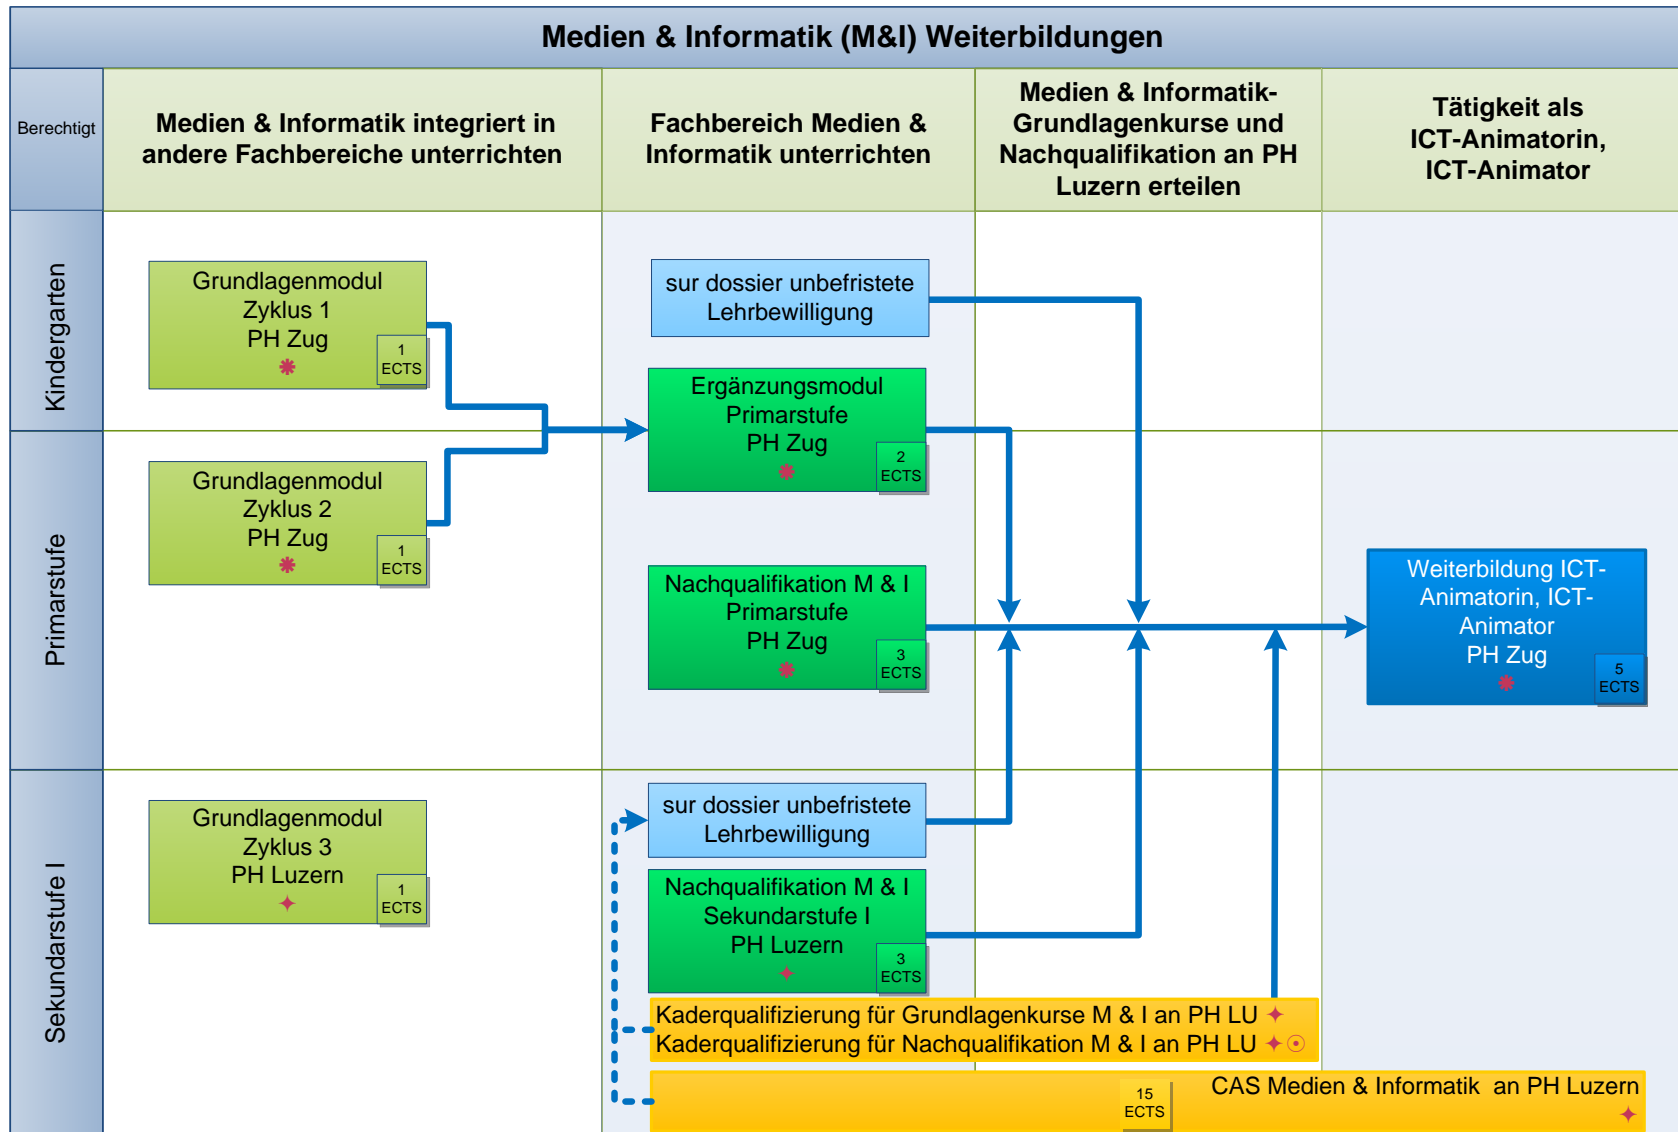 Medien & Informatik (M&I) Weiterbildungen
Berechtigt
Medien & Informatik integriert in
andere Fachbereiche unterrichten
Fachbereich Medien &
Informatik unterrichten
Medien & Informatik-
Grundlagenkurse und
Nachqualifikation an PH
Luzern erteilen
Tätigkeit als
ICT-Animatorin,
ICT-Animator
Kindergarten
Grundlagenmodul
Zyklus 1
PH Zug
1
ECTS
sur dossier unbefristete
Lehrbewilligung
Ergänzungsmodul
Primarstufe
PH Zug
2
ECTS
Primarstufe
Grundlagenmodul
Zyklus 2
PH Zug
1
ECTS
Nachqualifikation M & I
Primarstufe
PH Zug
3
ECTS
Weiterbildung ICT-
Animatorin, ICT-
Animator
PH Zug
5
ECTS
Sekundarstufe I
Grundlagenmodul
Zyklus 3
PH Luzern
1
ECTS
sur dossier unbefristete
Lehrbewilligung
Nachqualifikation M & I
Sekundarstufe I
PH Luzern
3
ECTS
Kaderqualifizierung für Grundlagenkurse M & I an PH LU
Kaderqualifizierung für Nachqualifikation M & I an PH LU
15
ECTS
CAS Medien & Informatik an PH Luzern